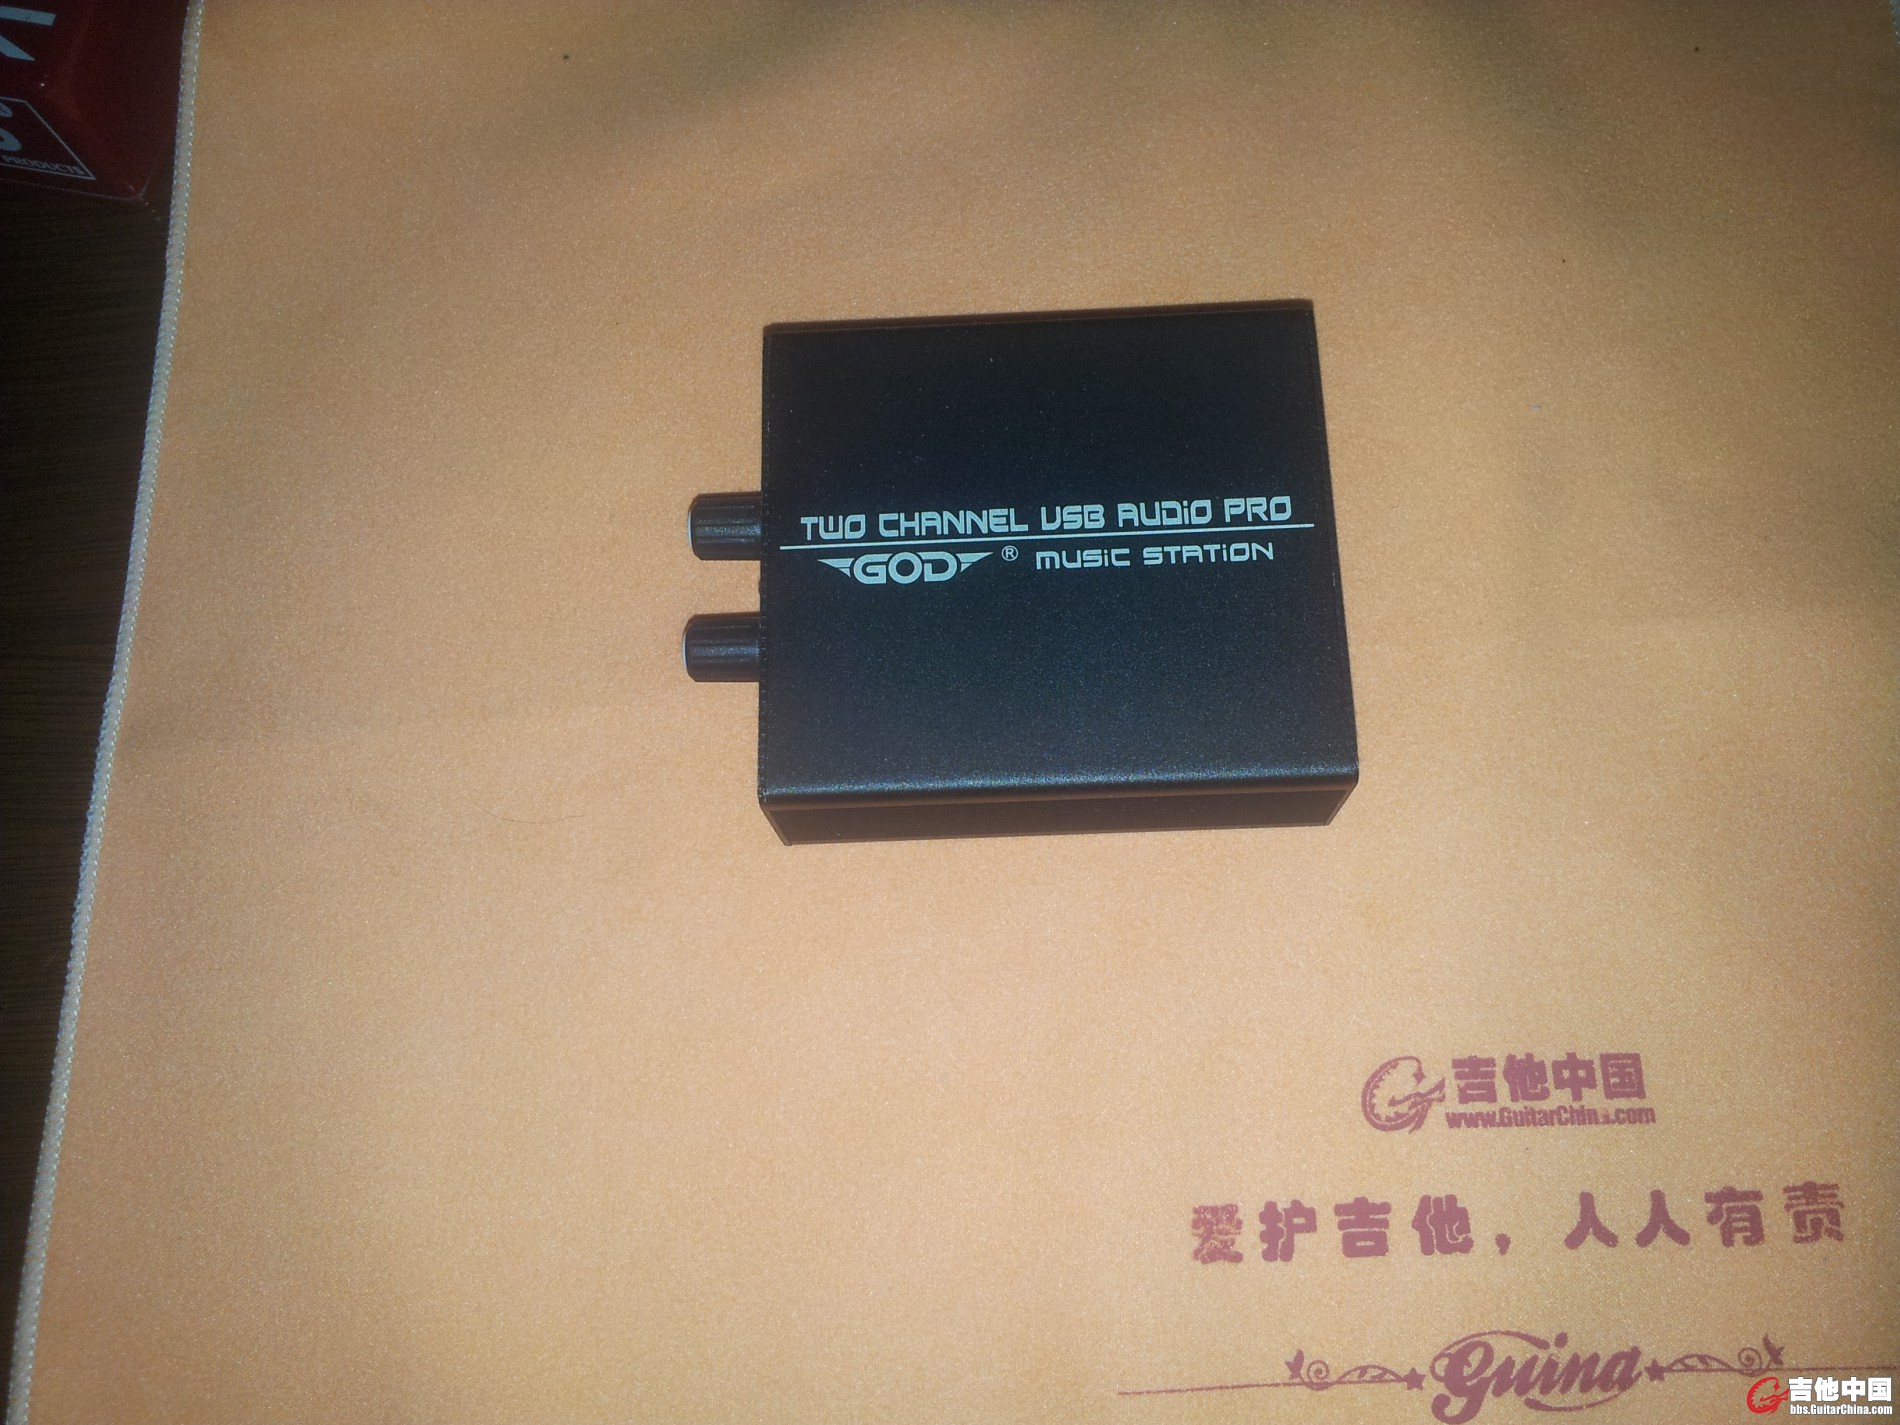 PRODUCTS
TWO CHANNEL USB AUDIO PRO
GOD® MUSIC STATION
吉他中国
www.GuitarChina.com
爱护吉他，人人有责
guina
吉他中国
bbs.GuitarChina.com